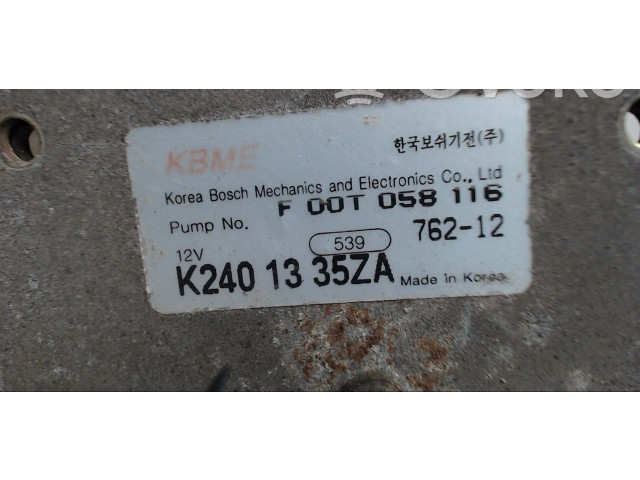 KBME 한국보쉬기전(주)
Korea Bosch Mechanics and Electronics Co., Ltd
Pump No. F 00T 058 116
12V 539 762-12
K240 13 35ZA Made in Korea